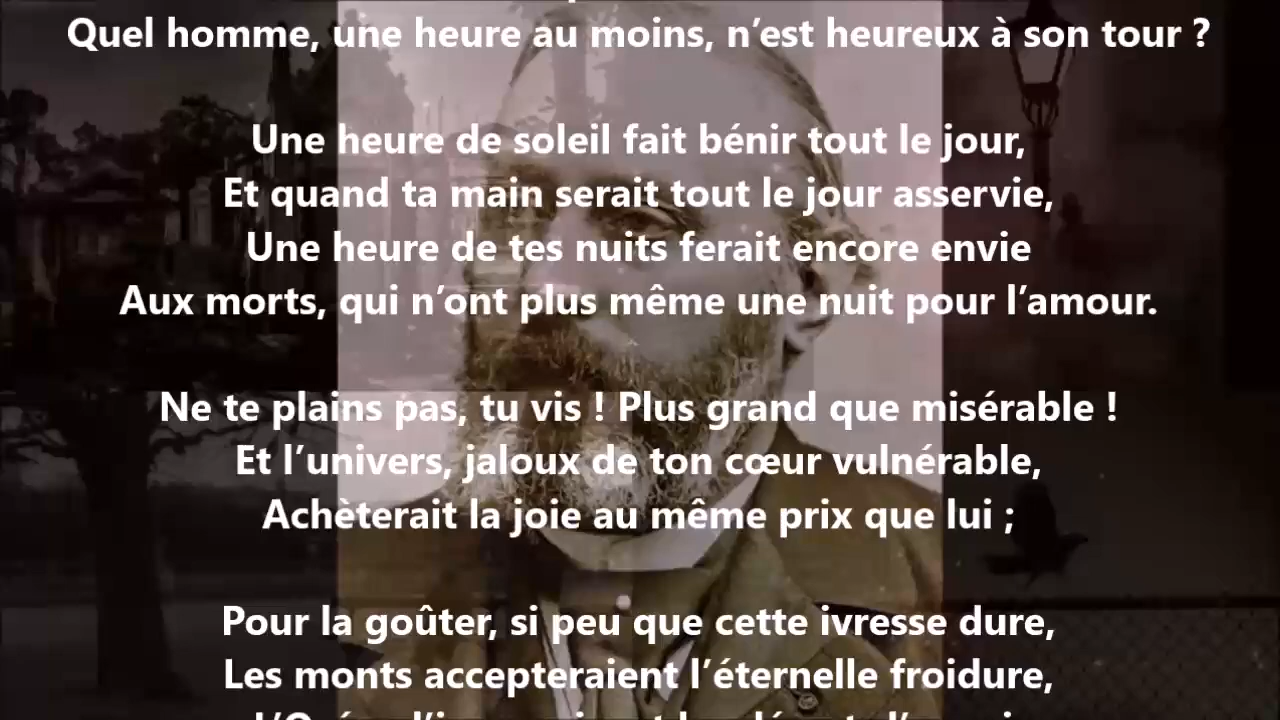 Quel homme, une heure au moins, n’est heureux à son tour ?
Une heure de soleil fait bénir tout le jour,
Et quand ta main serait tout le jour asservie,
Une heure de tes nuits ferait encore envie
Aux morts, qui n’ont plus même une nuit pour l’amour.
Ne te plains pas, tu vis ! Plus grand que misérable !
Et l’univers, jaloux de ton cœur vulnérable,
Achèterait la joie au même prix que lui ;
Pour la goûter, si peu que cette ivresse dure,
Les monts accepteraient l’éternelle froidure,